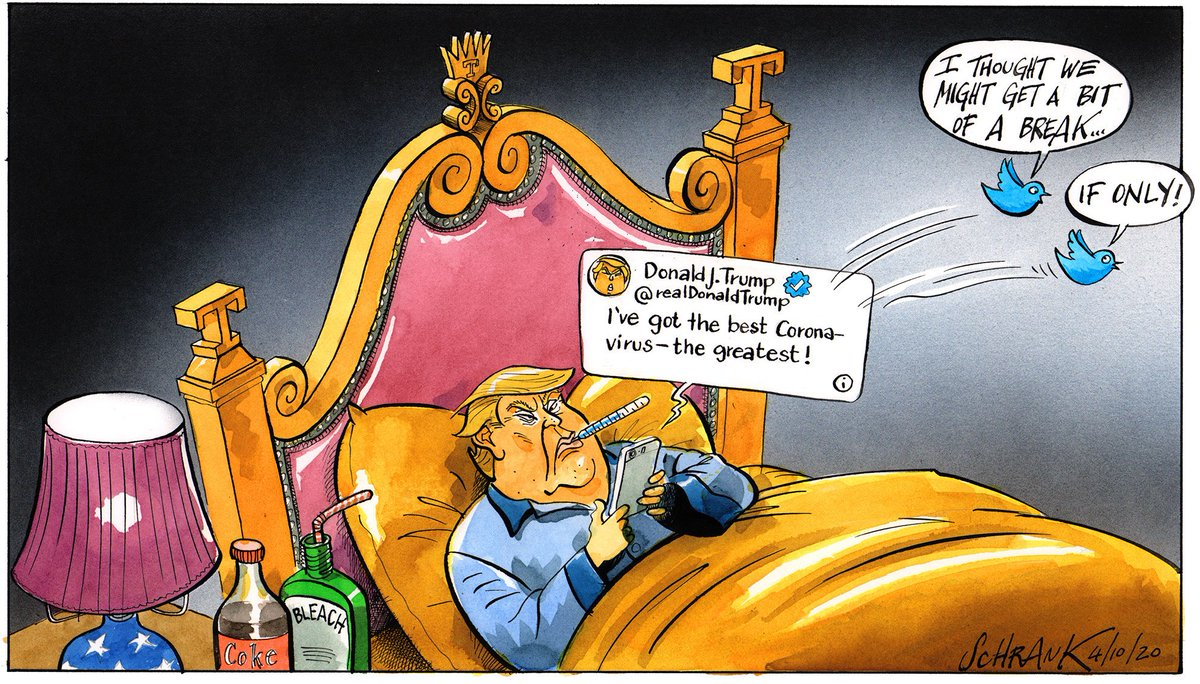 T
T
T
I THOUGHT WE
MIGHT GET A BIT
OF A BREAK...
IF ONLY!
Donald J. Trump
@realDonaldTrump
I've got the best Corona-
virus – the greatest!
i
BLEACH
Coke
SCHRANK 4/10/20